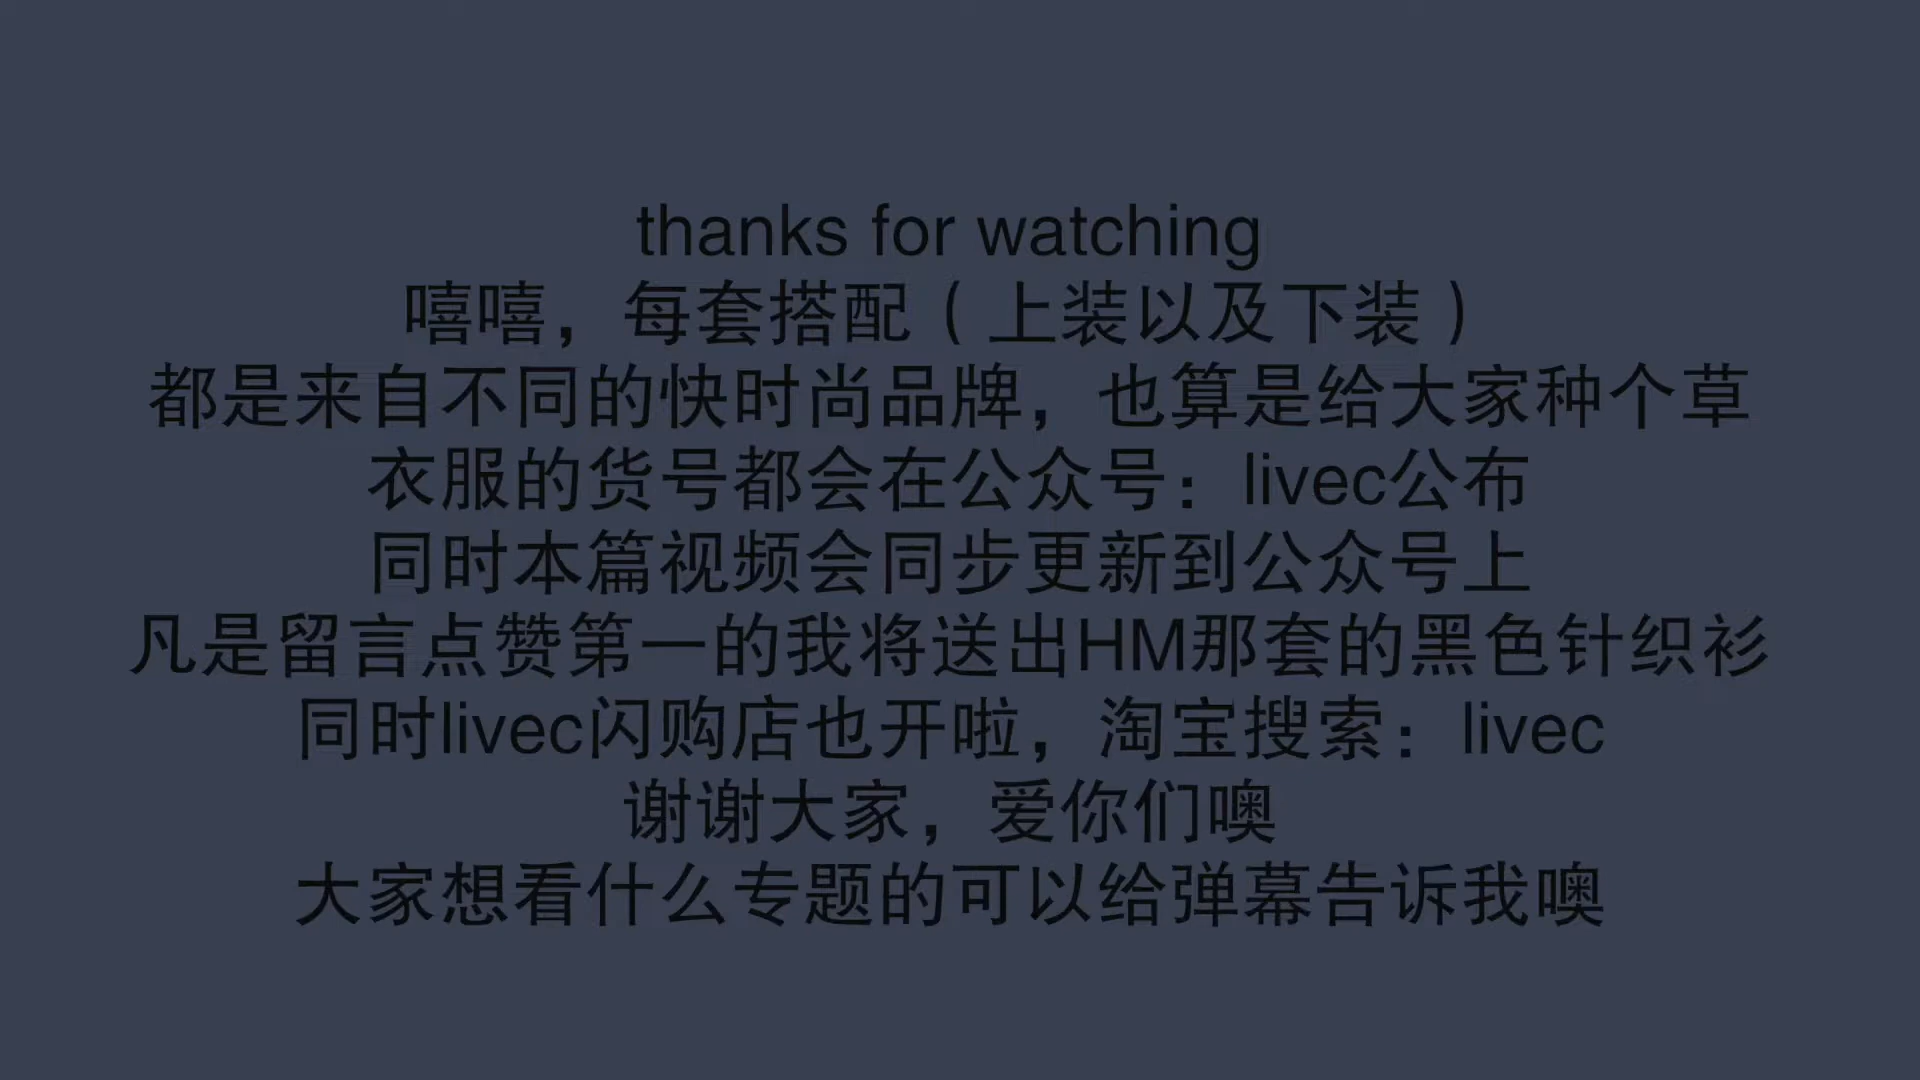 thanks for watching
嘻嘻，每套搭配（上装以及下装）
都是来自不同的快时尚品牌，也算是给大家种个草
衣服的货号都会在公众号：livec公布
同时本篇视频会同步更新到公众号上
凡是留言点赞第一的我将送出HM那套的黑色针织衫
同时livec闪购店也开啦，淘宝搜索：livec
谢谢大家，爱你们噢
大家想看什么专题的可以给弹幕告诉我噢